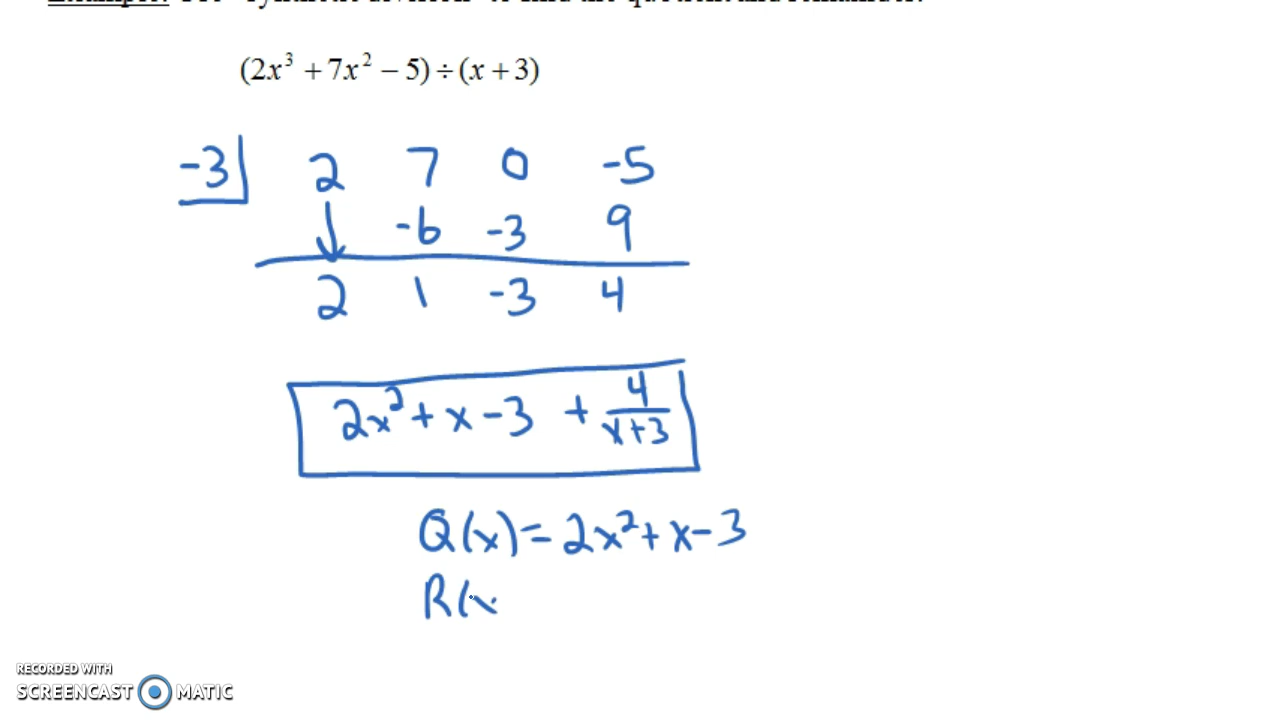 (2x³ + 7x² − 5) ÷ (x + 3)
-3 2 7 0 -5
-6 -3 9
2 1 -3 4
2x² + x - 3 + 4/(x+3)
Q(x) = 2x² + x - 3
R(x
RECORDED WITH
SCREENCAST MATIC